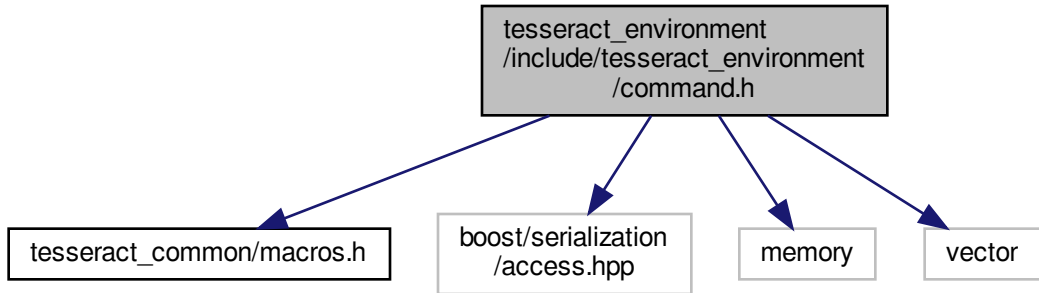 tesseract_environment
/include/tesseract_environment
/command.h
tesseract_common/macros.h
boost/serialization
/access.hpp
memory
vector